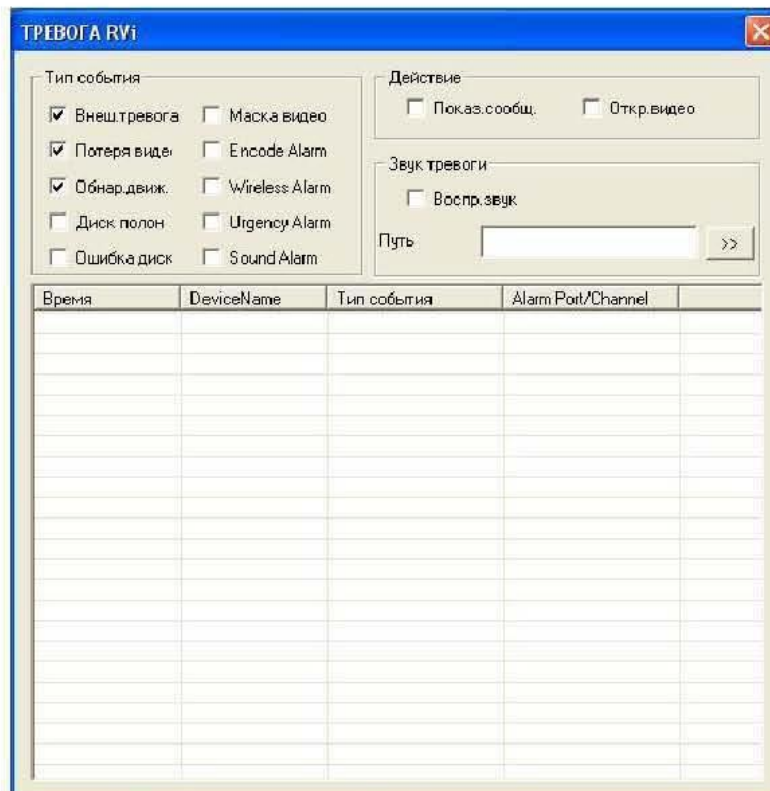 ТРЕВОГА RVi
Тип события
Внеш.тревога
Маска видео
Потеря виде
Encode Alarm
Обнар.движ.
Wireless Alarm
Диск полон
Urgency Alarm
Ошибка диск
Sound Alarm
Действие
Показ.сообщ.
Откр.видео
Звук тревоги
Воспр.звук
Путь
>>
Время
DeviceName
Тип события
Alarm Port/Channel